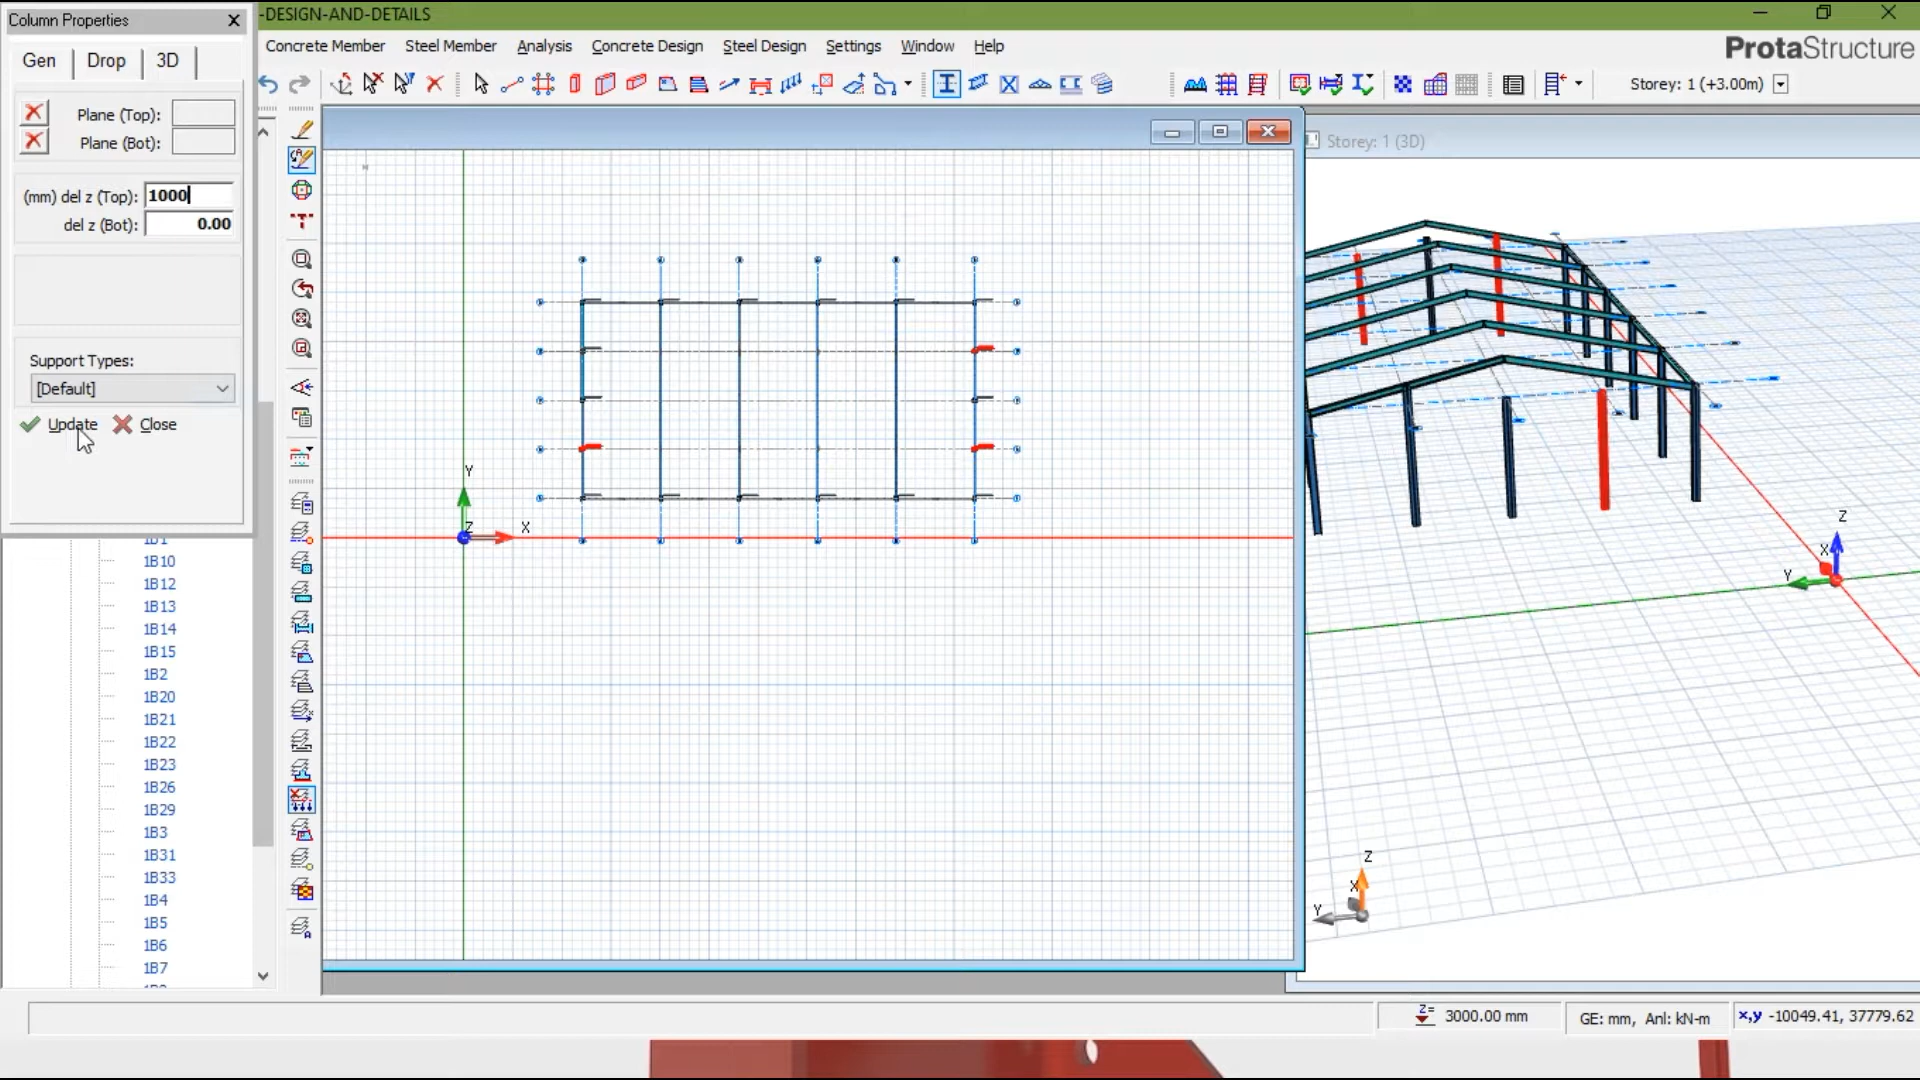 Column Properties
-DESIGN-AND-DETAILS
Gen Drop 3D
Concrete Member Steel Member Analysis Concrete Design Steel Design Settings Window Help
ProtaStructure
Storey: 1 (+3.00m)
Plane (Top):
Plane (Bot):
(mm) del z (Top): 1000
del z (Bot): 0.00
Support Types:
[Default]
Update Close
Storey: 1 (3D)
Y
Z
X
Z
X
Y
Z
X
Y
1B1
1B10
1B12
1B13
1B14
1B15
1B2
1B20
1B21
1B22
1B23
1B26
1B29
1B3
1B31
1B33
1B4
1B5
1B6
1B7
Z= 3000.00 mm
GE: mm, Anl: kN-m
x,y -10049.41, 37779.62